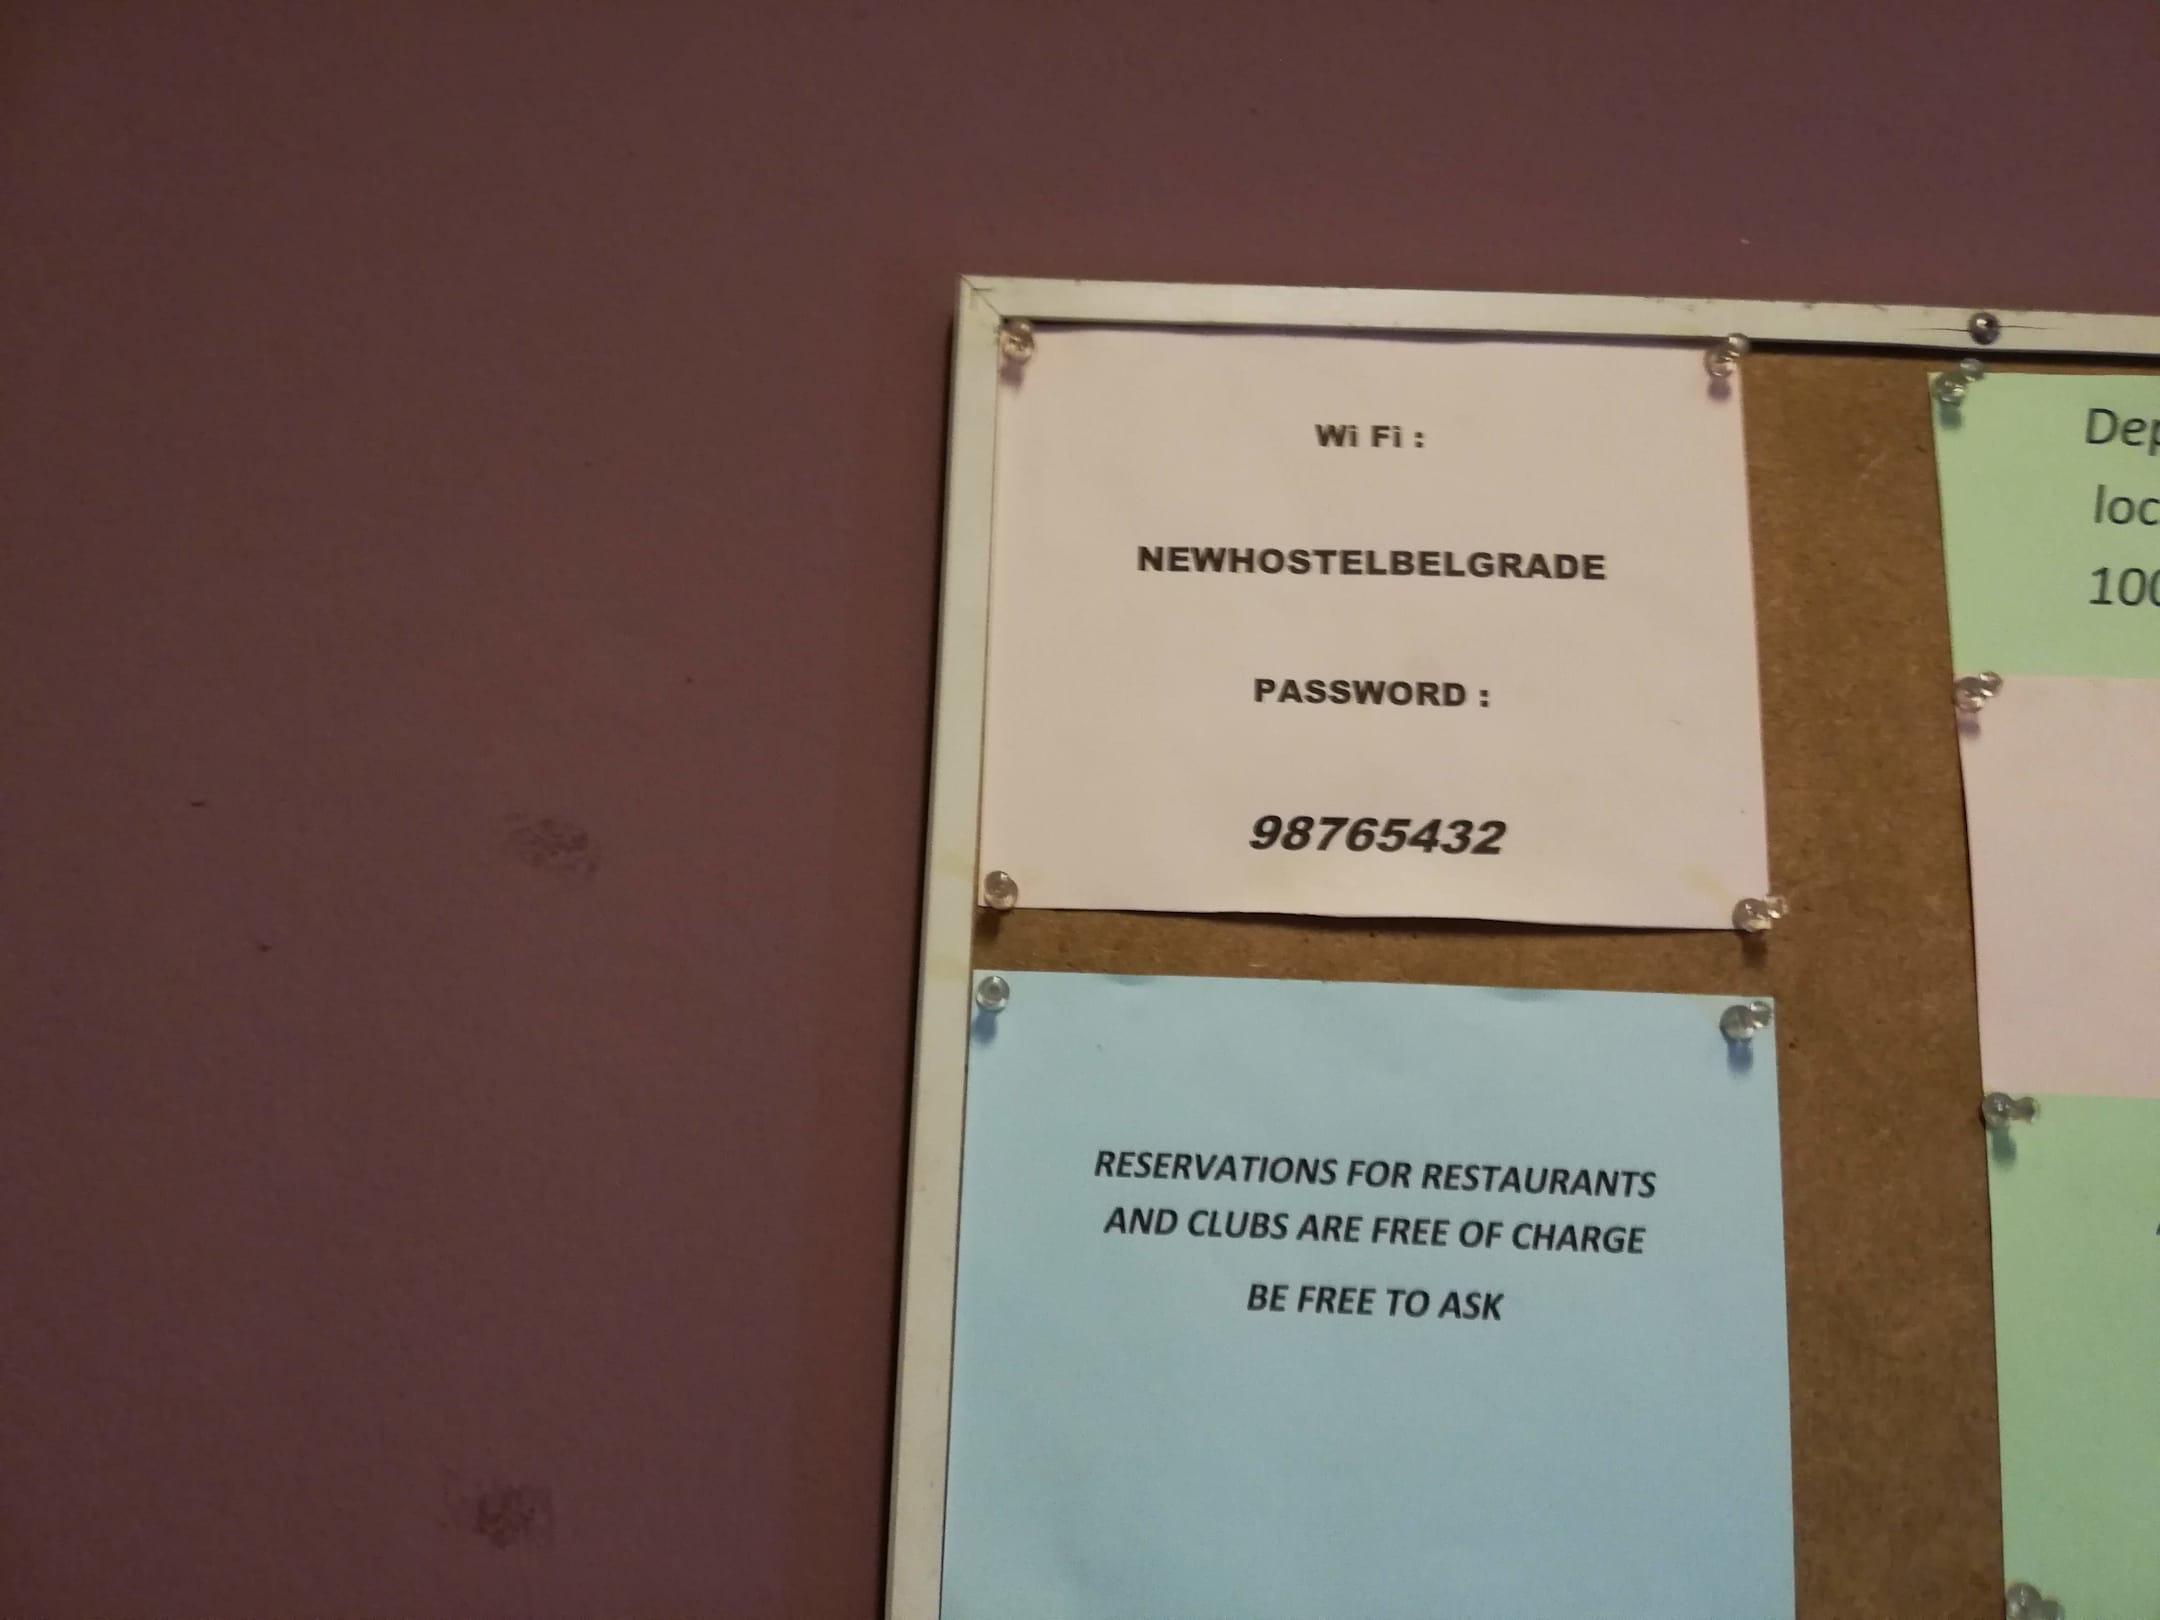 Wi Fi :
NEWHOSTELBELGRADE
PASSWORD :
98765432
RESERVATIONS FOR RESTAURANTS
AND CLUBS ARE FREE OF CHARGE
BE FREE TO ASK